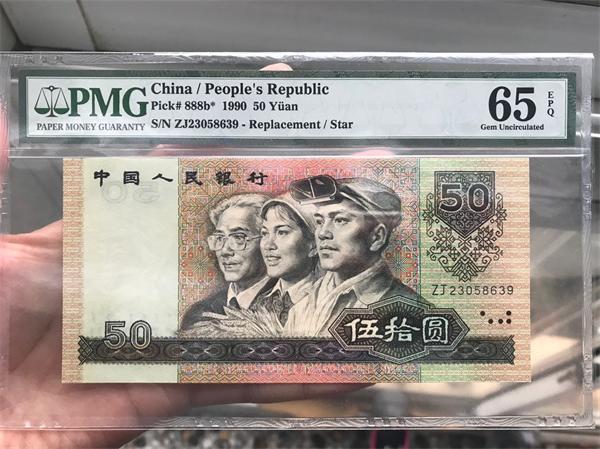 PMG
PAPER MONEY GUARANTY
China / People's Republic
Pick# 888b* 1990 50 Yüan
S/N ZJ23058639 - Replacement / Star
65 EPQ
Gem Uncirculated
中国人民银行
50
ZJ23058639
50
伍拾圆